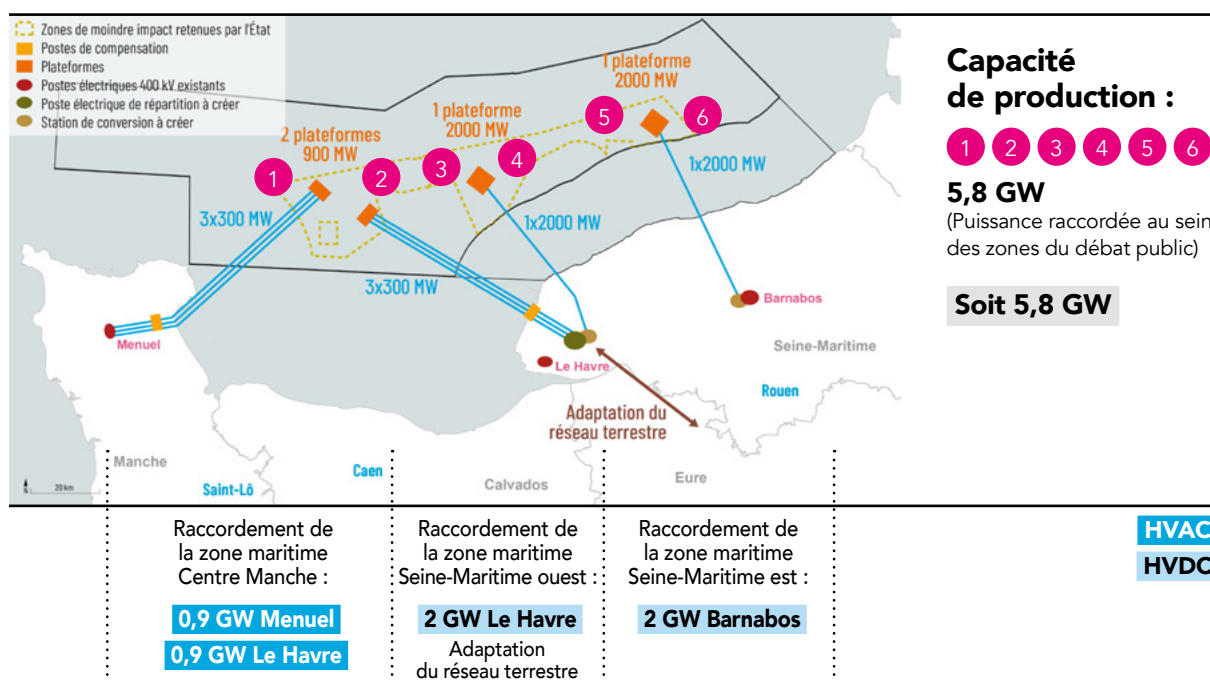 Zones de moindre impact retenues par l'État
Postes de compensation
Plateformes
Postes électriques 400 kV existants
Poste électrique de répartition à créer
Station de conversion à créer
1 plateforme
2000 MW
1 plateforme
2000 MW
2 plateformes
900 MW
1
2
3
4
5
6
3x300 MW
3x300 MW
1x2000 MW
1x2000 MW
Menuel
Barnabos
Le Havre
Seine-Maritime
Rouen
Adaptation du
réseau terrestre
Manche
Saint-Lô
Caen
Calvados
Eure
N
20 km
Capacité
de production :
1 2 3 4 5 6
5,8 GW
(Puissance raccordée au sein
des zones du débat public)
Soit 5,8 GW
Raccordement de
la zone maritime
Centre Manche :
0,9 GW Menuel
0,9 GW Le Havre
Raccordement de
la zone maritime
Seine-Maritime ouest :
2 GW Le Havre
Adaptation
du réseau terrestre
Raccordement de
la zone maritime
Seine-Maritime est :
2 GW Barnabos
HVAC
HVDC